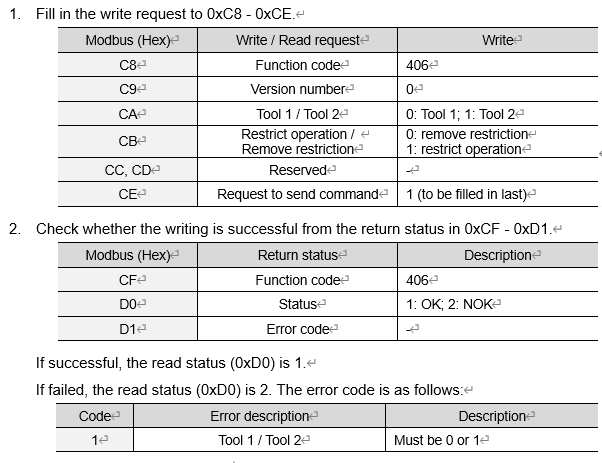 1. Fill in the write request to 0xC8 - 0xCE.
Modbus (Hex) Write / Read request Write
C8 Function code 406
C9 Version number 0
CA Tool 1 / Tool 2 0: Tool 1; 1: Tool 2
CB Restrict operation / Remove restriction 0: remove restriction 1: restrict operation
CC, CD Reserved -
CE Request to send command 1 (to be filled in last)
2. Check whether the writing is successful from the return status in 0xCF - 0xD1.
Modbus (Hex) Return status Description
CF Function code 406
D0 Status 1: OK; 2: NOK
D1 Error code -
If successful, the read status (0xD0) is 1.
If failed, the read status (0xD0) is 2. The error code is as follows:
Code Error description Description
1 Tool 1 / Tool 2 Must be 0 or 1